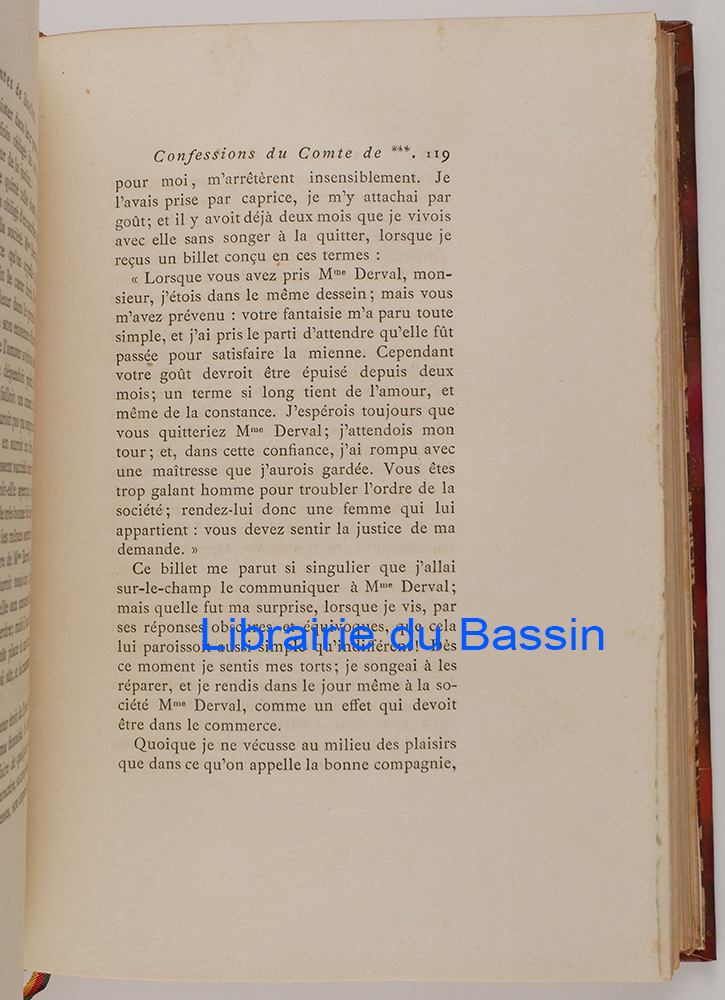 Confessions du Comte de ***. 119
pour moi, m'arrêtèrent insensiblement. Je
l'avais prise par caprice, je m'y attachai par
goût; et il y avoit déjà deux mois que je vivois
avec elle sans songer à la quitter, lorsque je
reçus un billet conçu en ces termes :
« Lorsque vous avez pris Mme Derval, mon-
sieur, j'étois dans le même dessein; mais vous
m'avez prévenu : votre fantaisie m'a paru toute
simple, et j'ai pris le parti d'attendre qu'elle fût
passée pour satisfaire la mienne. Cependant
votre goût devroit être épuisé depuis deux
mois; un terme si long tient de l'amour, et
même de la constance. J'espérois toujours que
vous quitteriez Mme Derval; j'attendois mon
tour; et, dans cette confiance, j'ai rompu avec
une maîtresse que j'aurois gardée. Vous êtes
trop galant homme pour troubler l'ordre de la
société; rendez-lui donc une femme qui lui
appartient : vous devez sentir la justice de ma
demande. »
Ce billet me parut si singulier que j'allai
sur-le-champ le communiquer à Mme Derval;
mais quelle fut ma surprise, lorsque je vis, par
ses réponses obscures et équivoques, que cela
lui paroissoit aussi simple qu'indifférent! Dès
ce moment je sentis mes torts; je songeai à les
réparer, et je rendis dans le jour même à la so-
ciété Mme Derval, comme un effet qui devoit
être dans le commerce.
Quoique je ne vécusse au milieu des plaisirs
que dans ce qu'on appelle la bonne compagnie,
Librairie du Bassin